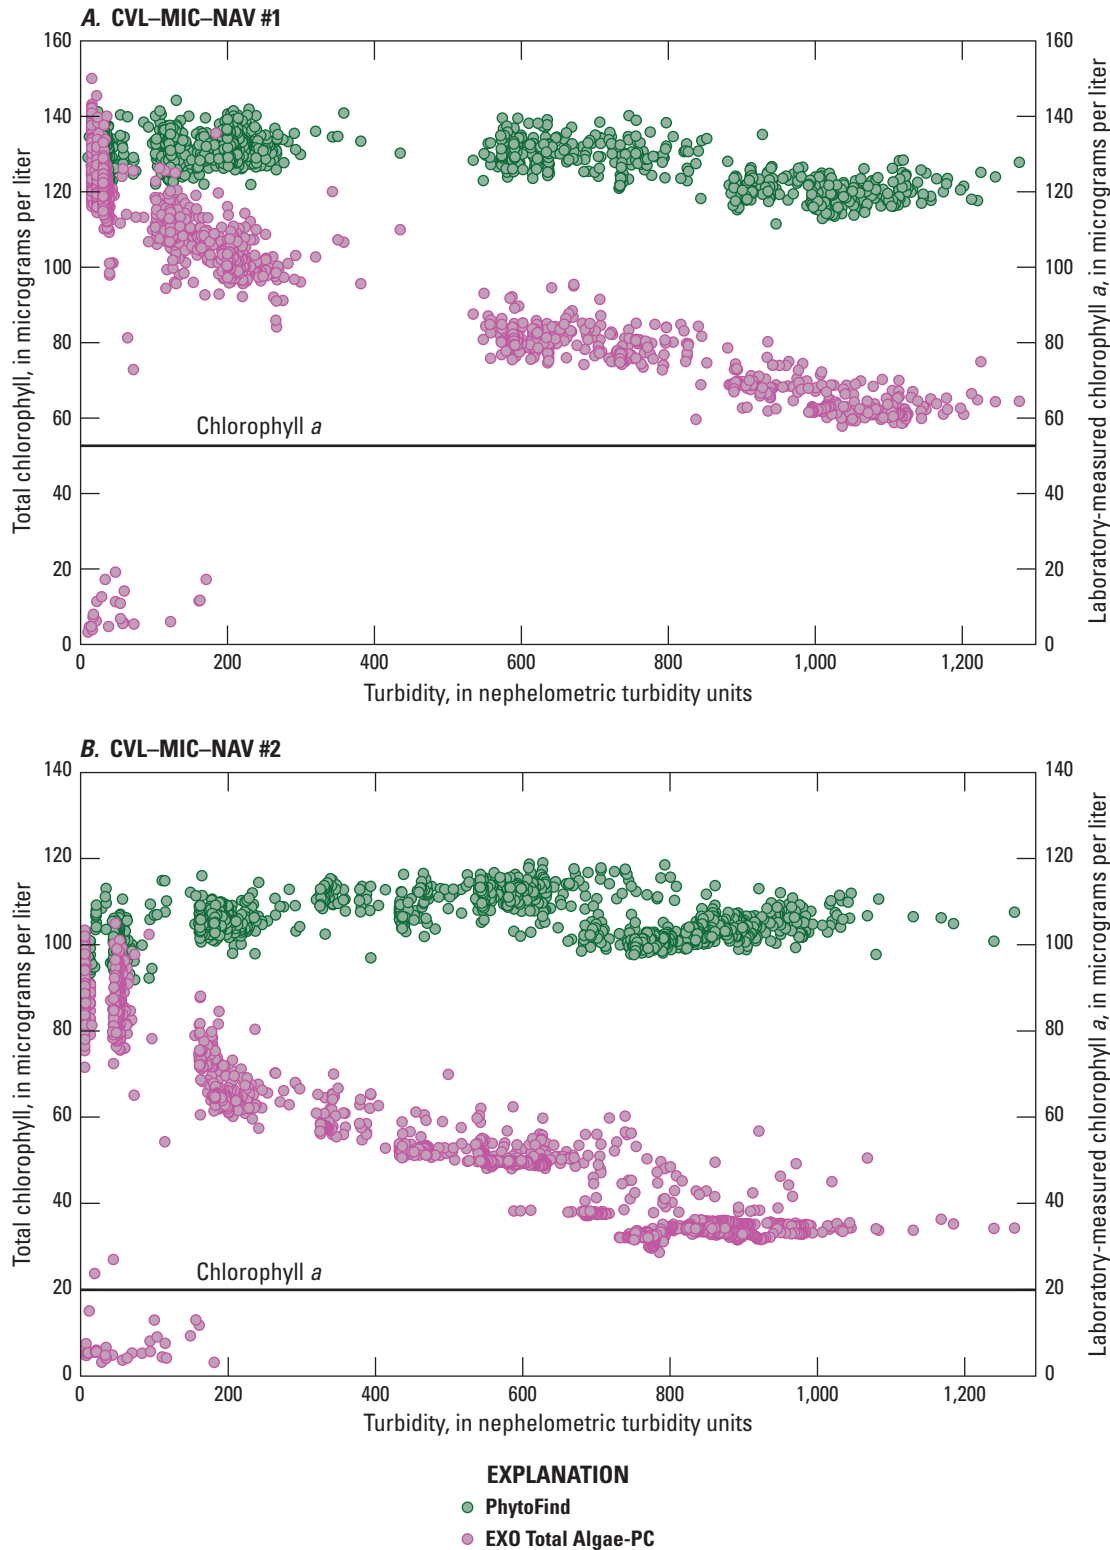 A. CVL–MIC–NAV #1
160
140
120
100
80
60
40
20
0
Total chlorophyll, in micrograms per liter
160
140
120
100
80
60
40
20
0
Laboratory-measured chlorophyll a, in micrograms per liter
Chlorophyll a
0 200 400 600 800 1,000 1,200
Turbidity, in nephelometric turbidity units
B. CVL–MIC–NAV #2
140
120
100
80
60
40
20
0
Total chlorophyll, in micrograms per liter
140
120
100
80
60
40
20
0
Laboratory-measured chlorophyll a, in micrograms per liter
Chlorophyll a
0 200 400 600 800 1,000 1,200
Turbidity, in nephelometric turbidity units
EXPLANATION
PhytoFind
EXO Total Algae-PC